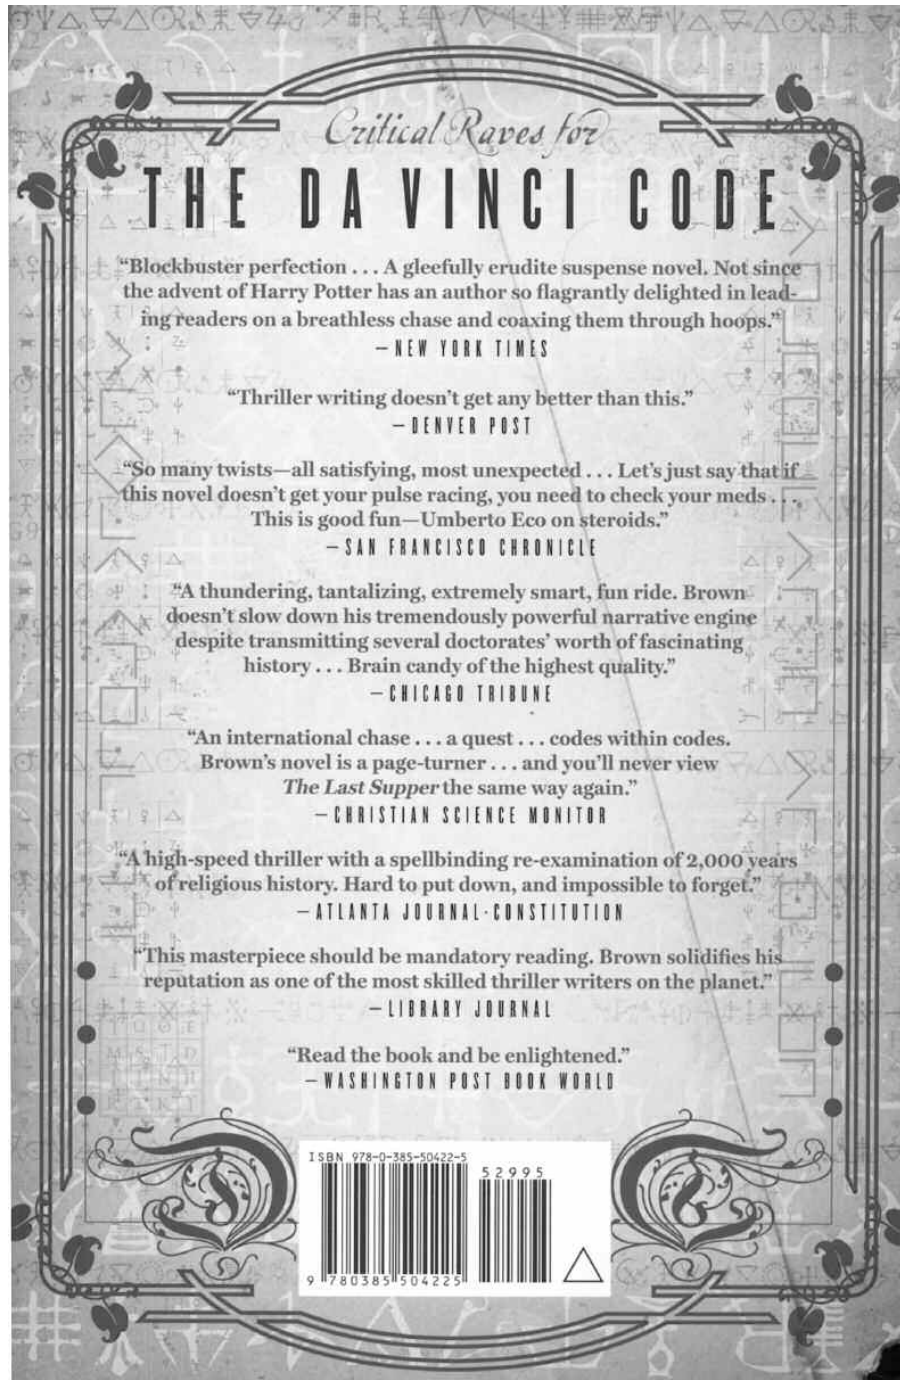 Critical Raves for
THE DA VINCI CODE
“Blockbuster perfection . . . A gleefully erudite suspense novel. Not since
the advent of Harry Potter has an author so flagrantly delighted in lead-
ing readers on a breathless chase and coaxing them through hoops.”
—NEW YORK TIMES
“Thriller writing doesn’t get any better than this.”
—DENVER POST
“So many twists—all satisfying, most unexpected . . . Let’s just say that if
this novel doesn’t get your pulse racing, you need to check your meds . . .
This is good fun—Umberto Eco on steroids.”
—SAN FRANCISCO CHRONICLE
“A thundering, tantalizing, extremely smart, fun ride. Brown
doesn’t slow down his tremendously powerful narrative engine
despite transmitting several doctorates’ worth of fascinating
history . . . Brain candy of the highest quality.”
—CHICAGO TRIBUNE
“An international chase . . . a quest . . . codes within codes.
Brown’s novel is a page-turner . . . and you’ll never view
The Last Supper the same way again.”
—CHRISTIAN SCIENCE MONITOR
“A high-speed thriller with a spellbinding re-examination of 2,000 years
of religious history. Hard to put down, and impossible to forget.”
—ATLANTA JOURNAL-CONSTITUTION
“This masterpiece should be mandatory reading. Brown solidifies his
reputation as one of the most skilled thriller writers on the planet.”
—LIBRARY JOURNAL
“Read the book and be enlightened.”
—WASHINGTON POST BOOK WORLD
ISBN 978-0-385-50422-5
52995
9 780385 504225